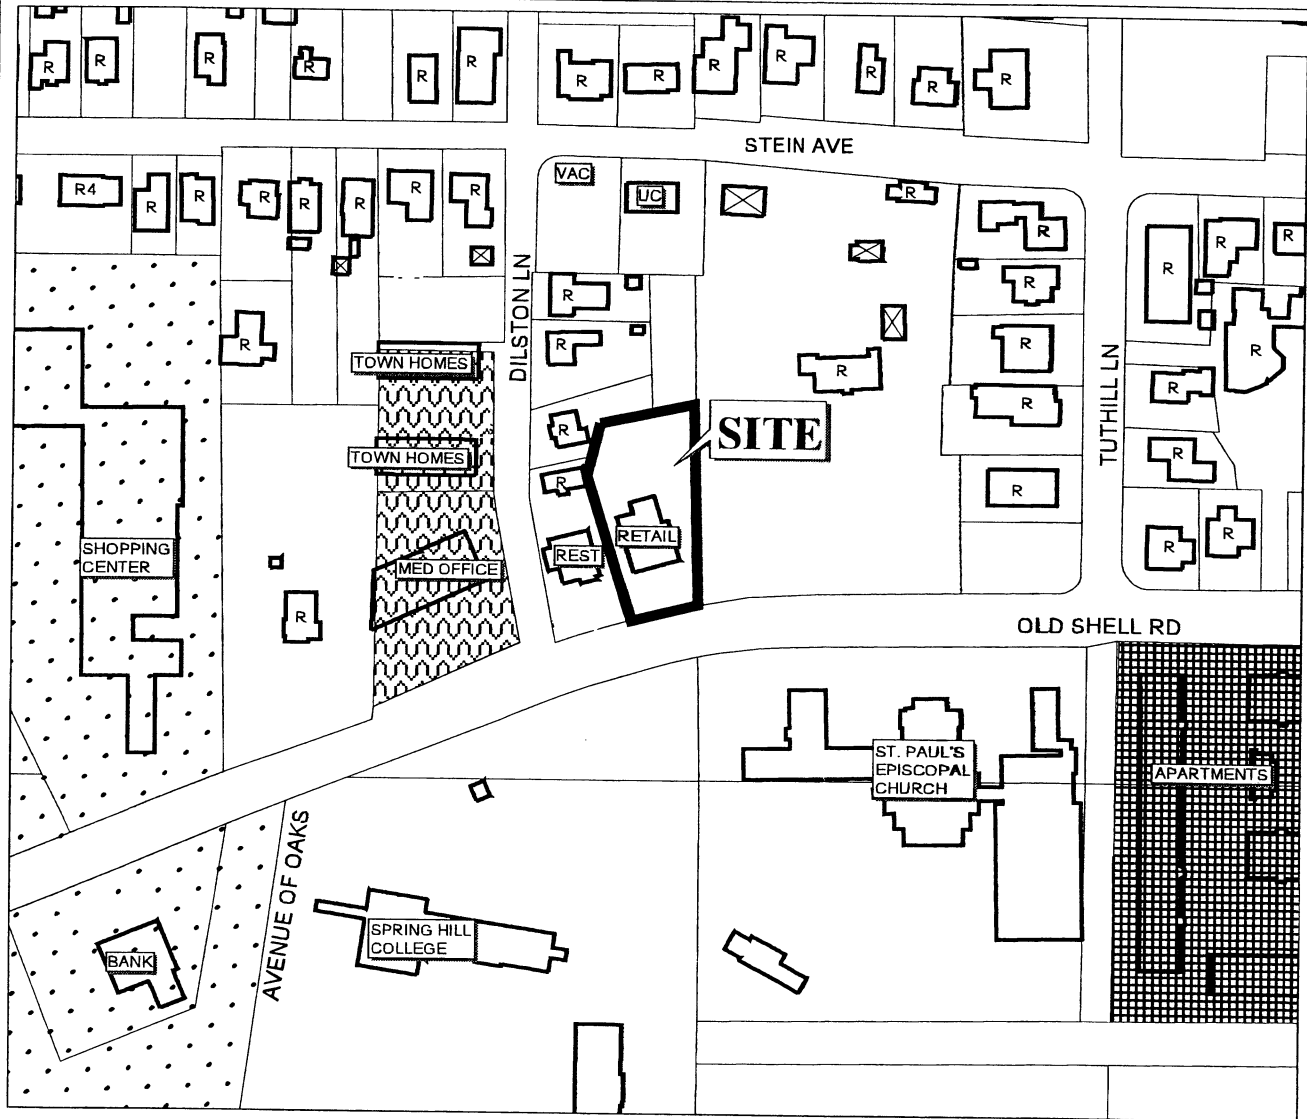 R
R
R
R
R
R
R
R
R
R
R
R
R
STEIN AVE
VAC
UC
R4
R
R
R
R
R
R
R
R
R
R
R
R
R
R
DILSTON LN
R
R
R
R
R
TOWN HOMES
R
R
R
R
R
TUTHILL LN
SITE
TOWN HOMES
R
R
R
R
RETAIL
R
R
SHOPPING
CENTER
REST
MED OFFICE
R
OLD SHELL RD
ST. PAUL'S
EPISCOPAL
CHURCH
APARTMENTS
AVENUE OF OAKS
SPRING HILL
COLLEGE
BANK